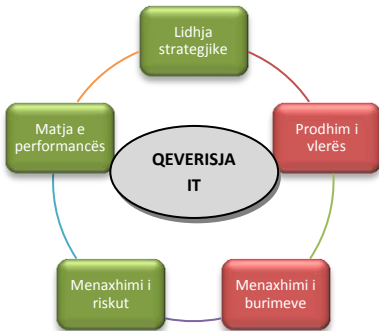 Lidhja
strategjike
Matja e
performancës
Prodhim i
vlerës
QEVERISJA
IT
Menaxhimi i
riskut
Menaxhimi i
burimeve